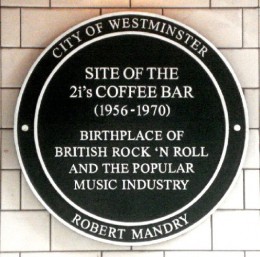 CITY OF WESTMINSTER
SITE OF THE
2i's COFFEE BAR
(1956-1970)
BIRTHPLACE OF
BRITISH ROCK 'N ROLL
AND THE POPULAR
MUSIC INDUSTRY
ROBERT MANDRY